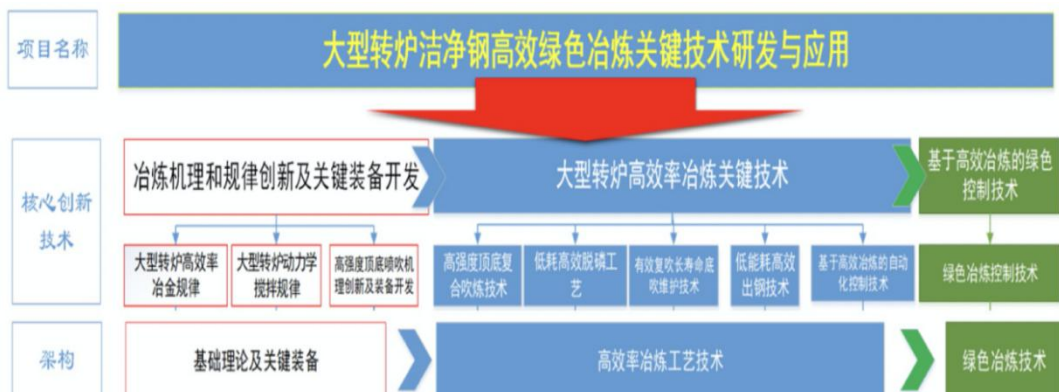 项目名称
大型转炉洁净钢高效绿色冶炼关键技术研发与应用
核心创新
技术
冶炼机理和规律创新及关键装备开发
大型转炉高效率冶炼关键技术
基于高效冶炼的绿色
控制技术
大型转炉高效率
冶金规律
大型转炉动力学
搅拌规律
高强度顶底喷吹机
理创新及装备开发
高强度顶底复
合吹炼技术
低耗高效脱磷工
艺
有效复吹长寿命底
吹维护技术
低能耗高效
出钢技术
基于高效冶炼的自动
化控制技术
绿色冶炼控制技术
架构
基础理论及关键装备
高效率冶炼工艺技术
绿色冶炼技术